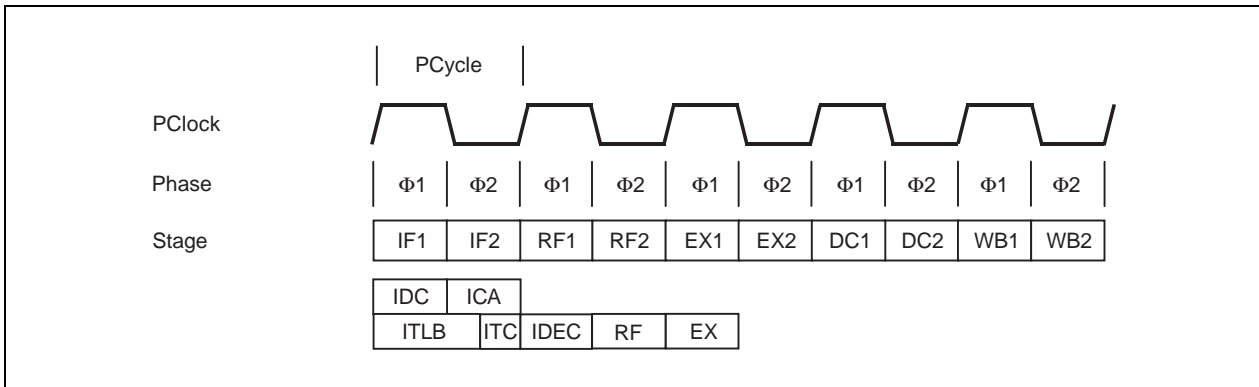 PCycle
PClock
Phase Φ1 Φ2 Φ1 Φ2 Φ1 Φ2 Φ1 Φ2 Φ1 Φ2
Stage IF1 IF2 RF1 RF2 EX1 EX2 DC1 DC2 WB1 WB2
IDC ICA
ITLB ITC IDEC RF EX